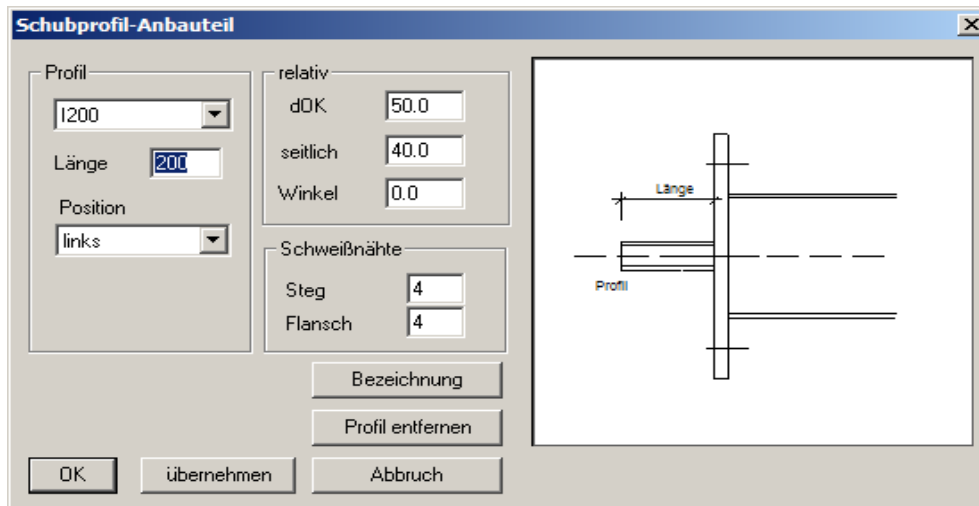 Schubprofil-Anbauteil
Profil
I200
Länge 200
Position
links
relativ
dOK 50.0
seitlich 40.0
Winkel 0.0
Schweißnähte
Steg 4
Flansch 4
Bezeichnung
Profil entfernen
OK übernehmen Abbruch
Länge
Profil